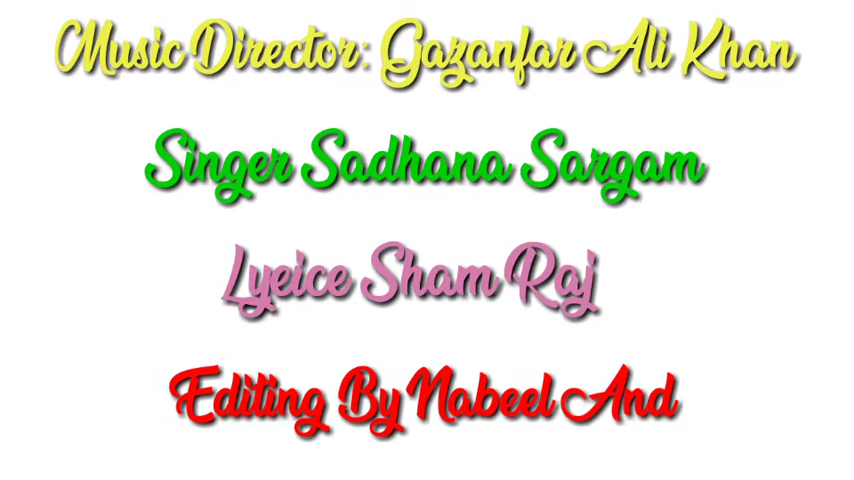 Music Director: Gazanfar Ali Khan
Singer Sadhana Sargam
Lyeice Sham Raj
Editing By Nabeel And